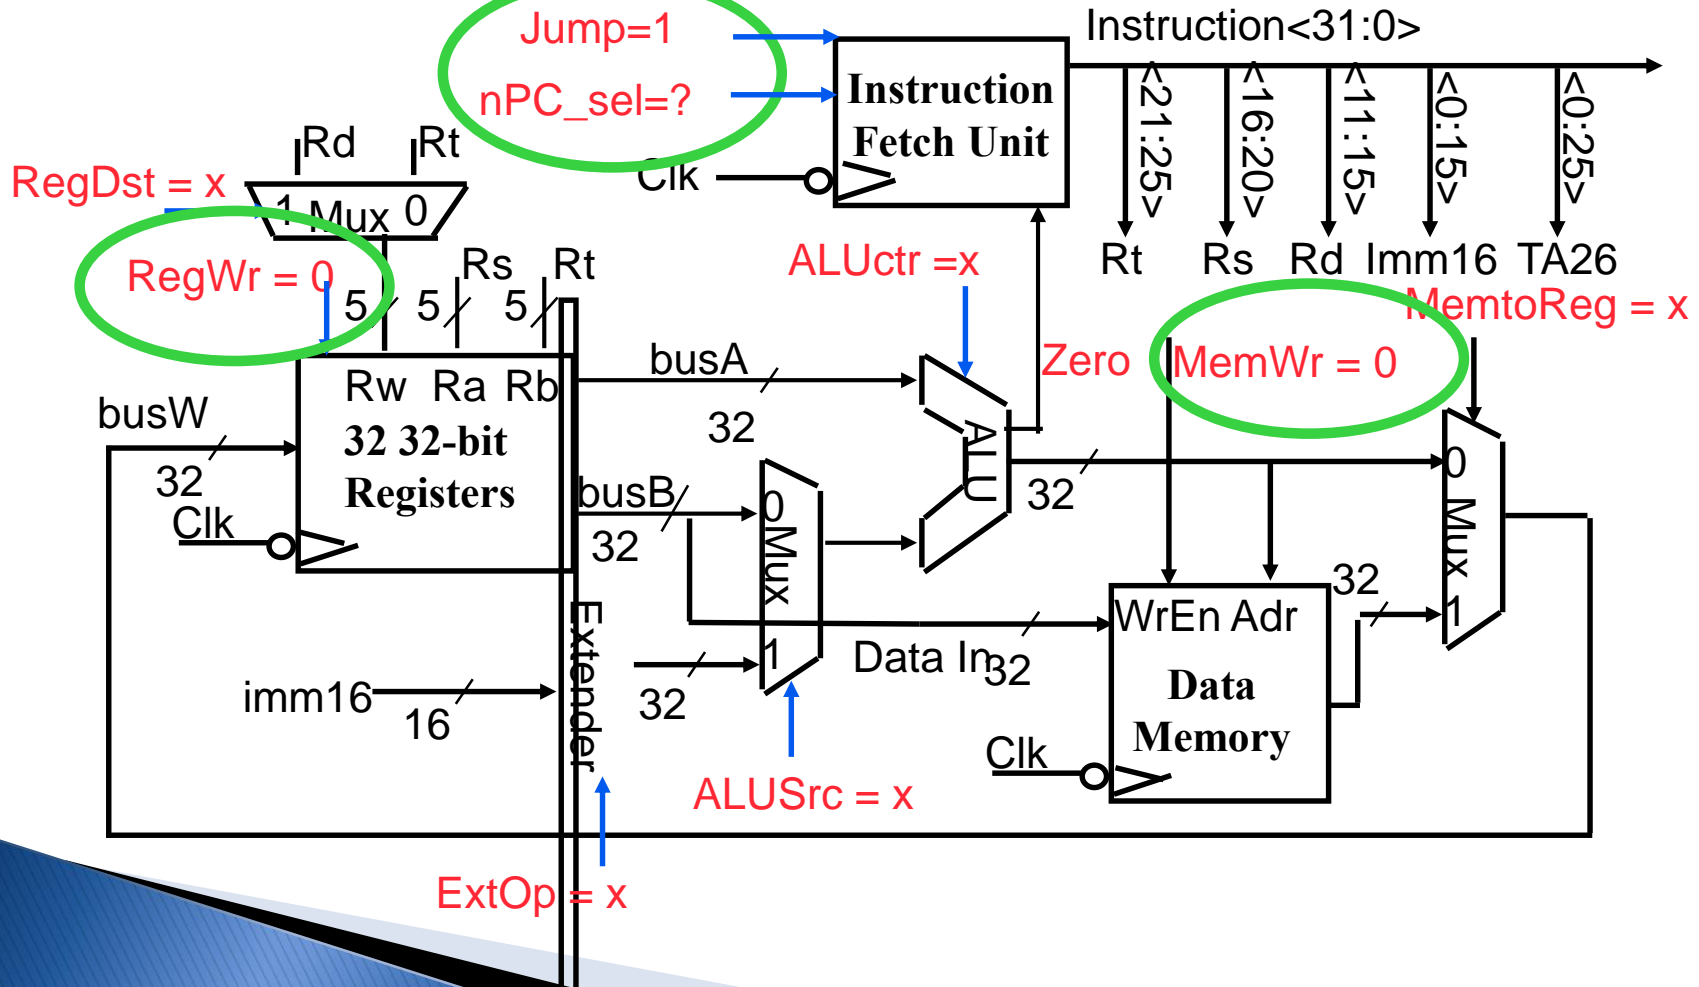 Jump=1
nPC_sel=?
Instruction<31:0>
Instruction
Fetch Unit
Clk
<21:25>
<16:20>
<11:15>
<0:15>
<0:25>
Rt
Rs
Rd
Imm16
TA26
Rd
Rt
RegDst = x
1 Mux 0
RegWr = 0
5
5
5
Rs
Rt
ALUctr =x
MemtoReg = x
Zero
MemWr = 0
busA
32
Rw Ra Rb
32 32-bit
Registers
busW
32
Clk
busB
32
0
Mux
1
ALU
32
0
Mux
1
32
WrEn Adr
Data In
32
Data
Memory
Clk
imm16
16
Extender
32
ALUSrc = x
ExtOp = x